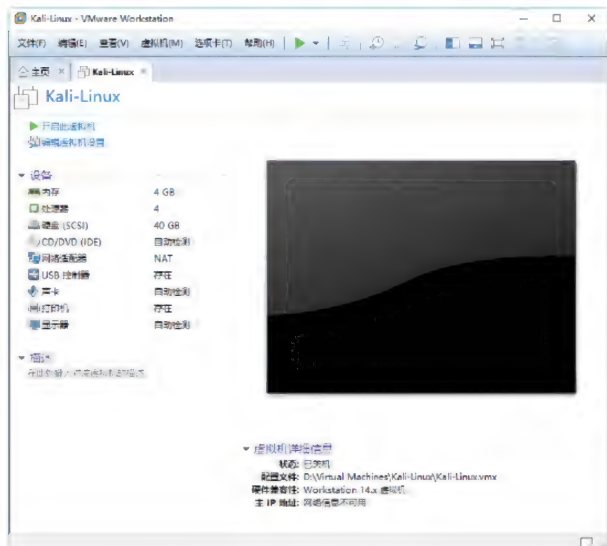 Kali-Linux - VMware Workstation
文件(F) 编辑(E) 查看(V) 虚拟机(M) 选项卡(T) 帮助(H)
主页 × Kali-Linux ×
Kali-Linux
开启此虚拟机
编辑虚拟机设置
设备
内存 4 GB
处理器 4
硬盘 (SCSI) 40 GB
CD/DVD (IDE) 自动检测
网络适配器 NAT
USB 控制器 存在
声卡 自动检测
打印机 存在
显示器 自动检测
描述
虚拟机详细信息
状态: 已关机
配置文件: D:\Virtual Machines\Kali-Linux\Kali-Linux.vmx
硬件兼容性: Workstation 14.x 虚拟机
主 IP 地址: 网络信息不可用